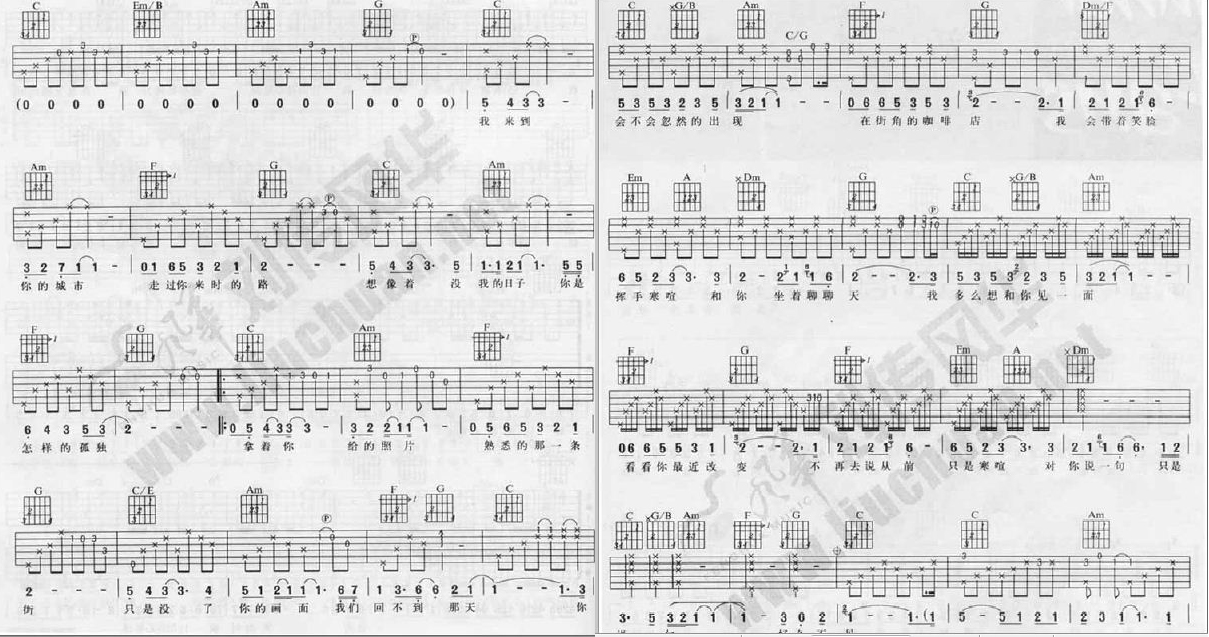 C Em/B Am G C
(0 0 0 0 | 0 0 0 0 | 0 0 0 0 | 0 0 0 0) | 5 4 3 3 - -
我 来 到
Am F G C Am
3 2 7 1 1 - | 0 1 6 5 3 2 1 | 2 - - - | 5 4 3 3 · 5 | 1 · 1 2 1 1 · 5 5
你 的 城 市 走 过 你 来 时 的 路 想 像 着 没 我 的 日 子 你 是
F G C Am F
6 4 3 5 3 | 2 - - - | 0 5 4 3 3 3 - | 3 2 2 1 1 - | 0 5 6 5 3 2 1
怎 样 的 孤 独 拿 着 你 给 的 照 片 熟 悉 的 那 一 条
G C/E Am F G C
2 - - - | 5 4 3 3 · 4 | 5 1 2 1 1 · 6 7 | 1 3 · 6 6 2 1 | 1 - - 1 · 3
街 只 是 没 了 你 的 画 面 我 们 回 不 到 那 天 你
C G/B Am C/G F G Dm/F
5 3 5 3 2 3 5 | 3 2 1 1 - | 0 6 6 5 3 5 3 | 2 - - 2 · 1 | 2 1 2 1 6 -
会 不 会 忽 然 的 出 现 在 街 角 的 咖 啡 店 我 会 带 着 笑 脸
Em A Dm G C G/B Am
6 5 2 3 3 · 3 | 2 - 2 1 1 1 6 | 2 - - 2 · 3 | 5 3 5 3 2 3 5 | 3 2 1 1 - -
挥 手 寒 暄 和 你 坐 着 聊 聊 天 我 多 么 想 和 你 见 一 面
F G F Em A Dm
0 6 6 5 5 3 1 | 2 - 2 · 1 | 2 1 2 1 6 - | 6 5 2 3 3 · 3 | 2 1 1 6 6 · 1 2
看 看 你 最 近 改 变 不 再 去 说 从 前 只 是 寒 暄 对 你 说 一 句 只 是
C G/B Am F G C C Am
3 · 5 3 2 1 1 | 1 3 0 2 | 1 - 1 · (1 | 5 - 5 1 2 1 | 2 3 1 1 ·
www.liuchuan.net